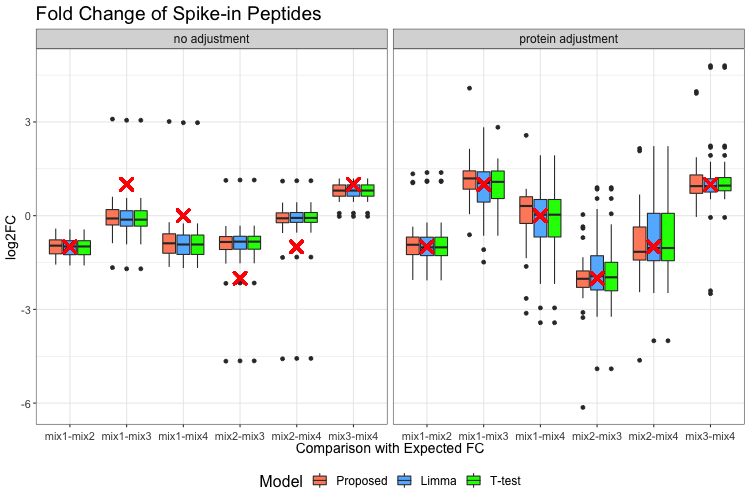 Fold Change of Spike-in Peptides
no adjustment
protein adjustment
log2FC
3
0
-3
-6
mix1-mix2 mix1-mix3 mix1-mix4 mix2-mix3 mix2-mix4 mix3-mix4
mix1-mix2 mix1-mix3 mix1-mix4 mix2-mix3 mix2-mix4 mix3-mix4
Comparison with Expected FC
Model Proposed Limma T-test